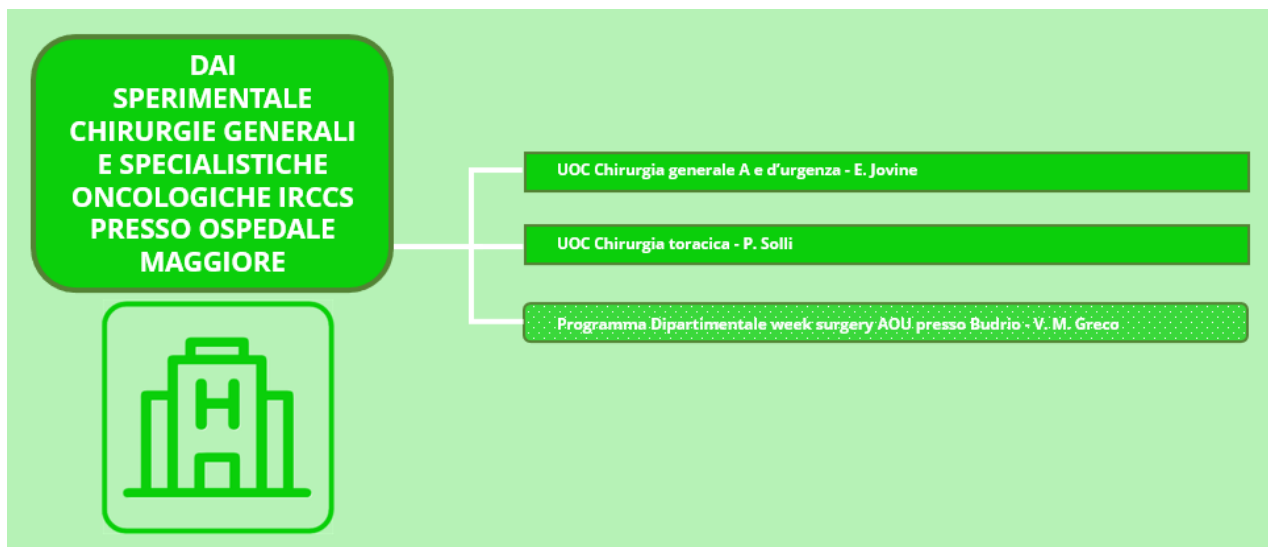 DAI
SPERIMENTALE
CHIRURGIE GENERALI
E SPECIALISTICHE
ONCOLOGICHE IRCCS
PRESSO OSPEDALE
MAGGIORE
H
UOC Chirurgia generale A e d’urgenza - E. Jovine
UOC Chirurgia toracica - P. Solli
Programma Dipartimentale week surgery AOU presso Budrio - V. M. Greco